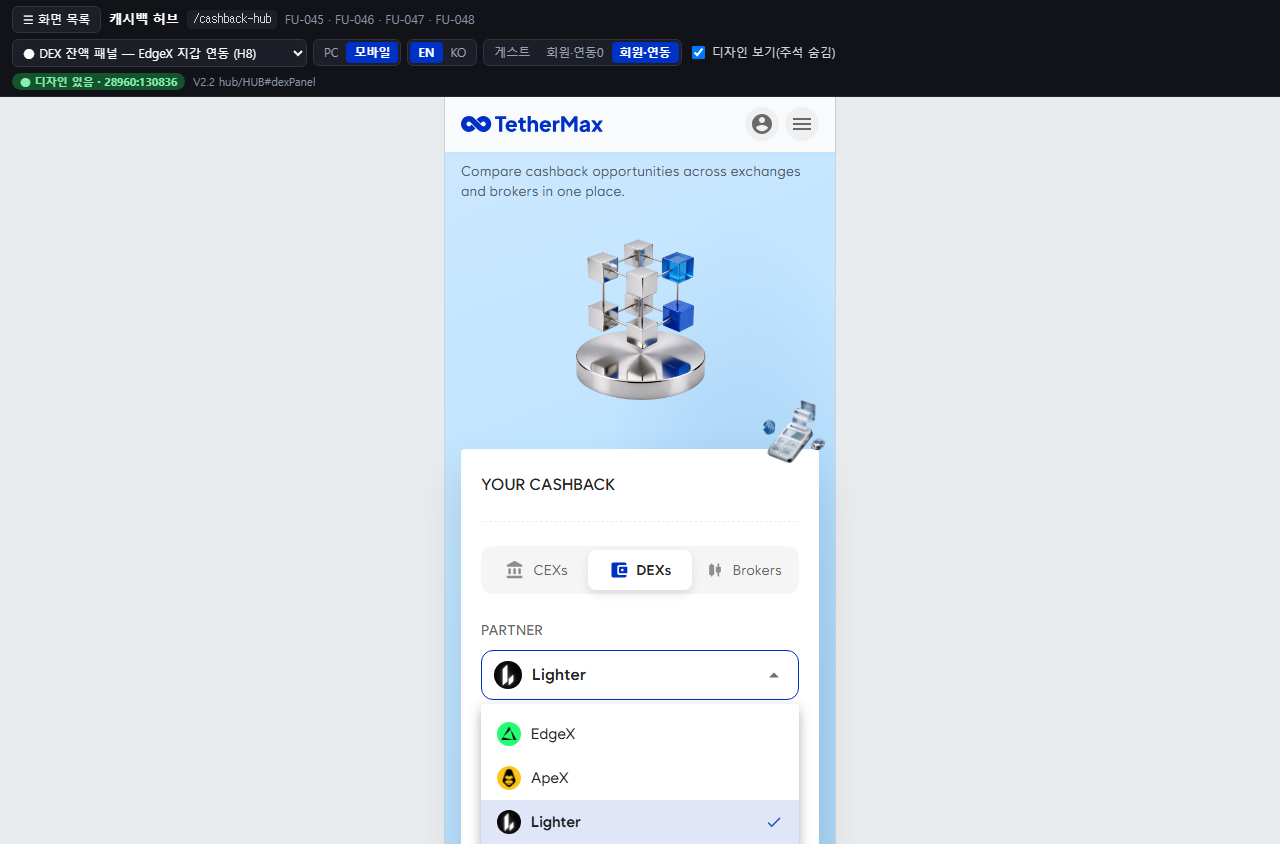 ☰ 화면 목록 캐시백 허브 /cashback-hub FU-045 · FU-046 · FU-047 · FU-048
● DEX 잔액 패널 — EdgeX 지갑 연동 (H8) PC 모바일 EN KO 게스트 회원·연동0 회원·연동 디자인 보기(주석 숨김)
● 디자인 있음 · 28960:130836 V2.2 hub/HUB#dexPanel
TetherMax
Compare cashback opportunities across exchanges
and brokers in one place.
YOUR CASHBACK
CEXs DEXs Brokers
PARTNER
Lighter
EdgeX
ApeX
Lighter